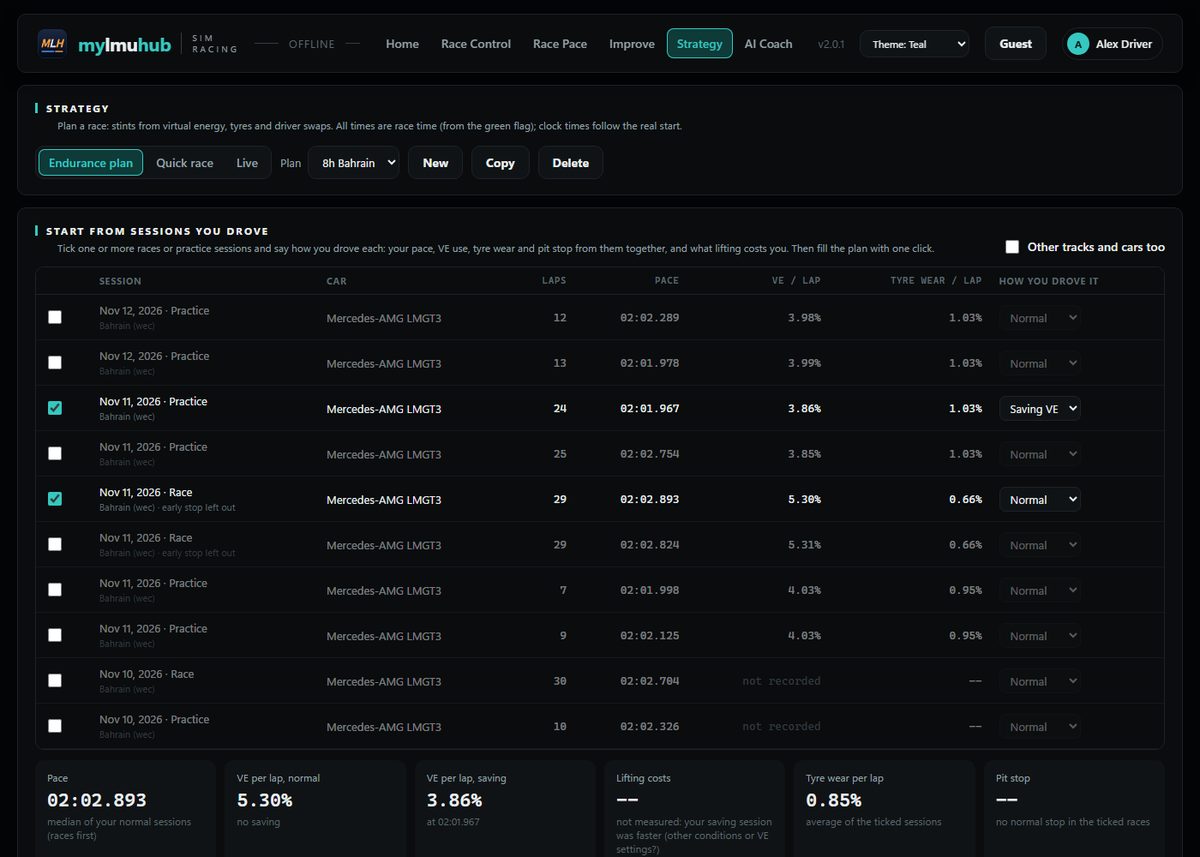 MLH mylmuhub SIM RACING OFFLINE Home Race Control Race Pace Improve Strategy AI Coach v2.0.1 Theme: Teal Guest A Alex Driver
STRATEGY
Plan a race: stints from virtual energy, tyres and driver swaps. All times are race time (from the green flag); clock times follow the real start.
Endurance plan Quick race Live Plan 8h Bahrain New Copy Delete
START FROM SESSIONS YOU DROVE
Tick one or more races or practice sessions and say how you drove each: your pace, VE use, tyre wear and pit stop from them together, and what lifting costs you. Then fill the plan with one click.
Other tracks and cars too
SESSION CAR LAPS PACE VE / LAP TYRE WEAR / LAP HOW YOU DROVE IT
Nov 12, 2026 · Practice
Bahrain (wec)
Mercedes-AMG LMGT3 12 02:02.289 3.98% 1.03% Normal
Nov 12, 2026 · Practice
Bahrain (wec)
Mercedes-AMG LMGT3 13 02:01.978 3.99% 1.03% Normal
Nov 11, 2026 · Practice
Bahrain (wec)
Mercedes-AMG LMGT3 24 02:01.967 3.86% 1.03% Saving VE
Nov 11, 2026 · Practice
Bahrain (wec)
Mercedes-AMG LMGT3 25 02:02.754 3.85% 1.03% Normal
Nov 11, 2026 · Race
Bahrain (wec) · early stop left out
Mercedes-AMG LMGT3 29 02:02.893 5.30% 0.66% Normal
Nov 11, 2026 · Race
Bahrain (wec) · early stop left out
Mercedes-AMG LMGT3 29 02:02.824 5.31% 0.66% Normal
Nov 11, 2026 · Practice
Bahrain (wec)
Mercedes-AMG LMGT3 7 02:01.998 4.03% 0.95% Normal
Nov 11, 2026 · Practice
Bahrain (wec)
Mercedes-AMG LMGT3 9 02:02.125 4.03% 0.95% Normal
Nov 10, 2026 · Race
Bahrain (wec)
Mercedes-AMG LMGT3 30 02:02.704 not recorded -- Normal
Nov 10, 2026 · Practice
Bahrain (wec)
Mercedes-AMG LMGT3 10 02:02.326 not recorded -- Normal
Pace
02:02.893
median of your normal sessions
(races first)
VE per lap, normal
5.30%
no saving
VE per lap, saving
3.86%
at 02:01.967
Lifting costs
--
not measured: your saving session
was faster (other conditions or VE
settings?)
Tyre wear per lap
0.85%
average of the ticked sessions
Pit stop
--
no normal stop in the ticked races